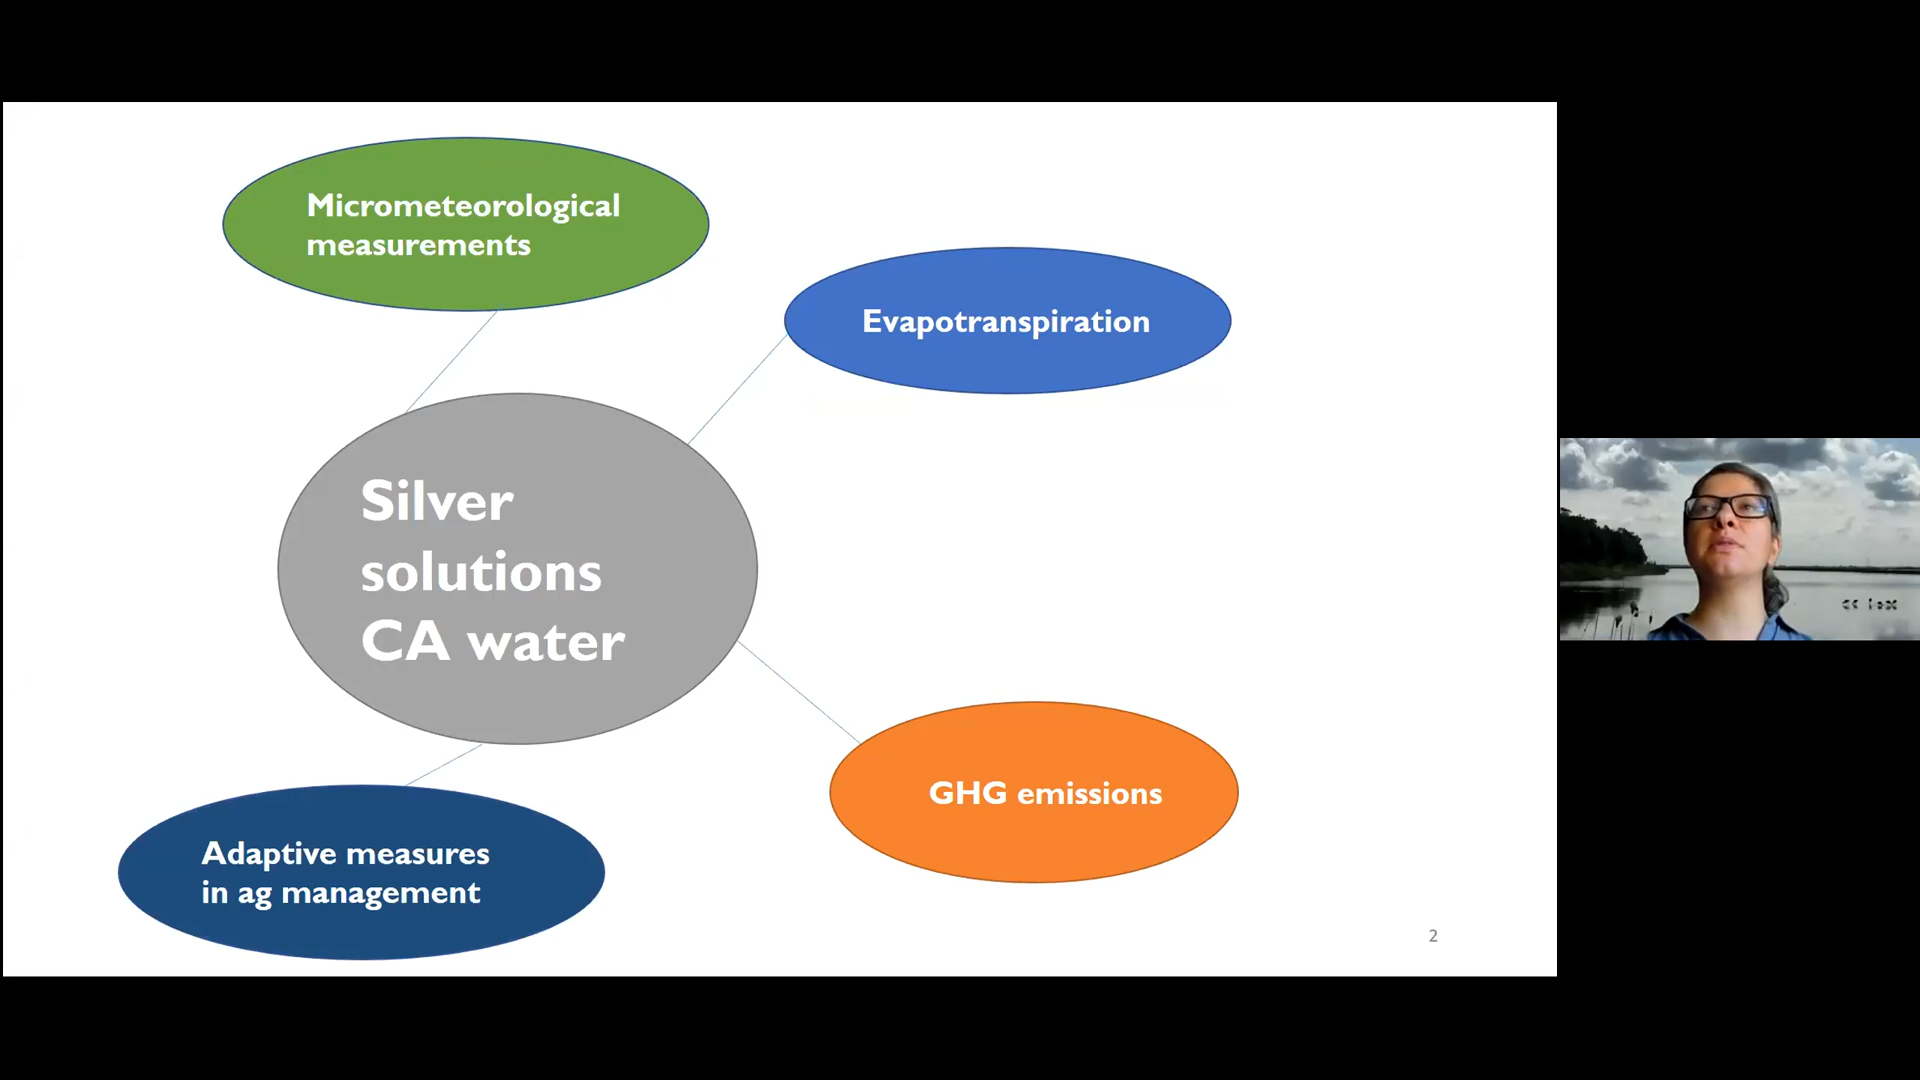 Micrometeorological
measurements
Evapotranspiration
Silver
solutions
CA water
GHG emissions
Adaptive measures
in ag management
2